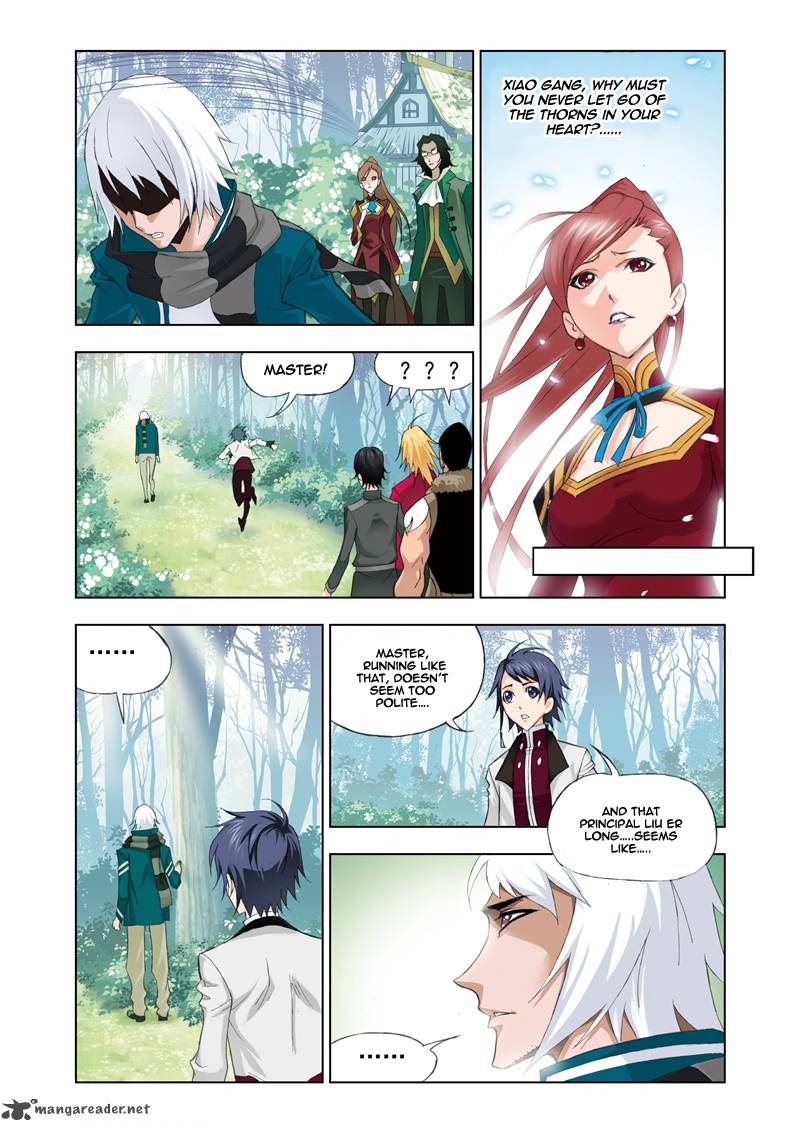 XIAO GANG, WHY MUST
YOU NEVER LET GO OF
THE THORNS IN YOUR
HEART?......
MASTER!
? ? ?
......
MASTER,
RUNNING LIKE
THAT, DOESN'T
SEEM TOO
POLITE....
AND THAT
PRINCIPAL LIU ER
LONG.....SEEMS
LIKE.....
......
mangareader.net